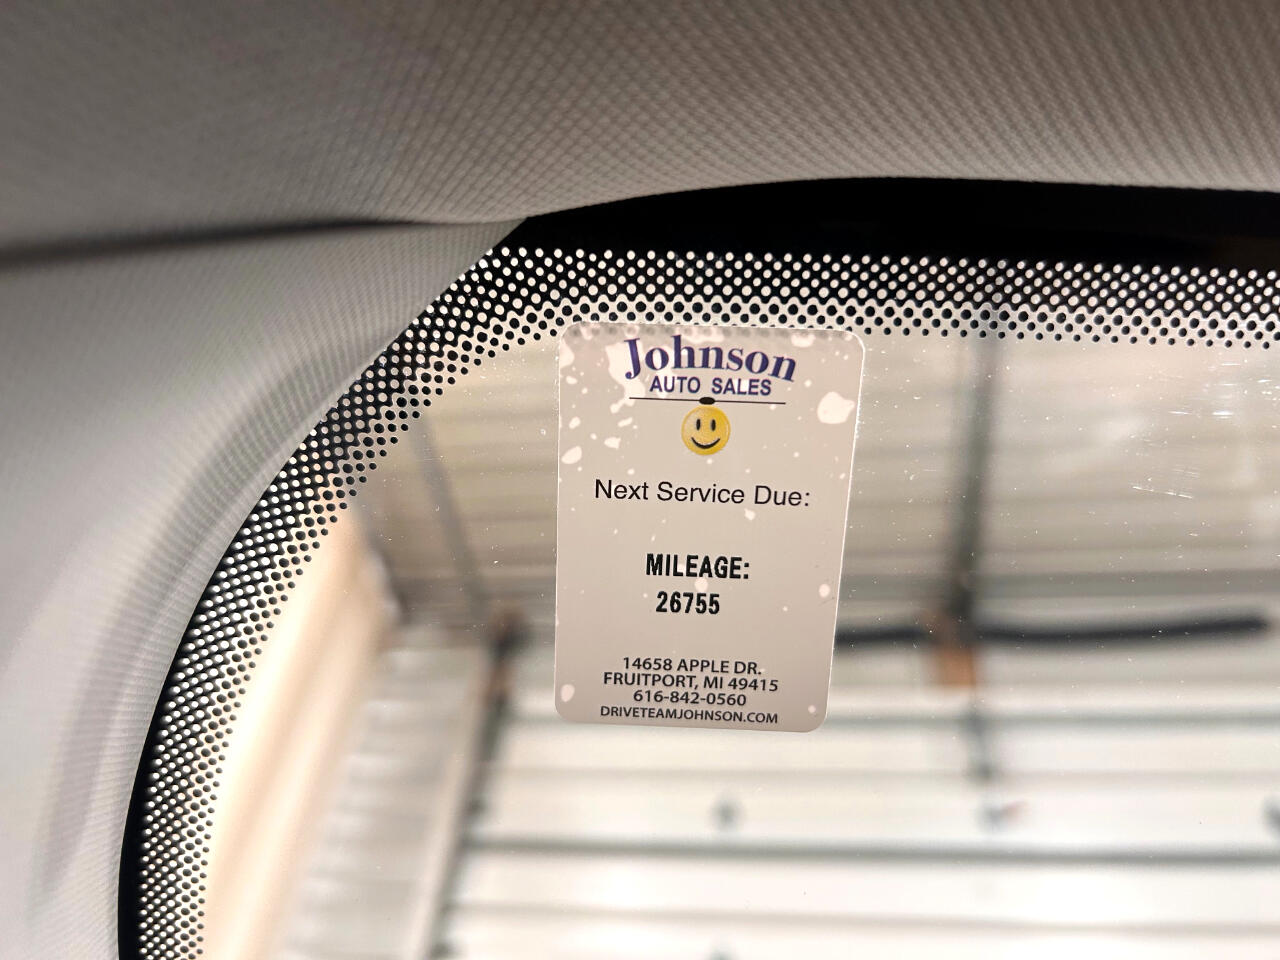 Johnson
AUTO SALES
Next Service Due:
MILEAGE:
26755
14658 APPLE DR.
FRUITPORT, MI 49415
616-842-0560
DRIVETEAMJOHNSON.COM